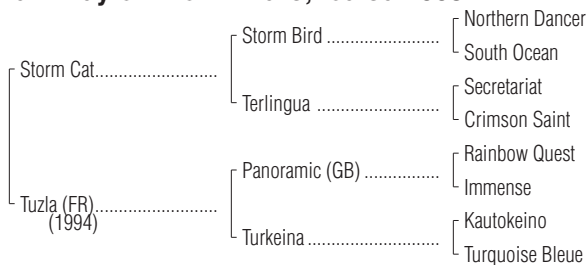 Northern Dancer
Storm Bird ........................
South Ocean
Storm Cat..........................
Secretariat
Terlingua ..........................
Crimson Saint
Rainbow Quest
Panoramic (GB) ................
Immense
Tuzla (FR)..........................
(1994)
Kautokeino
Turkeina ............................
Turquoise Bleue